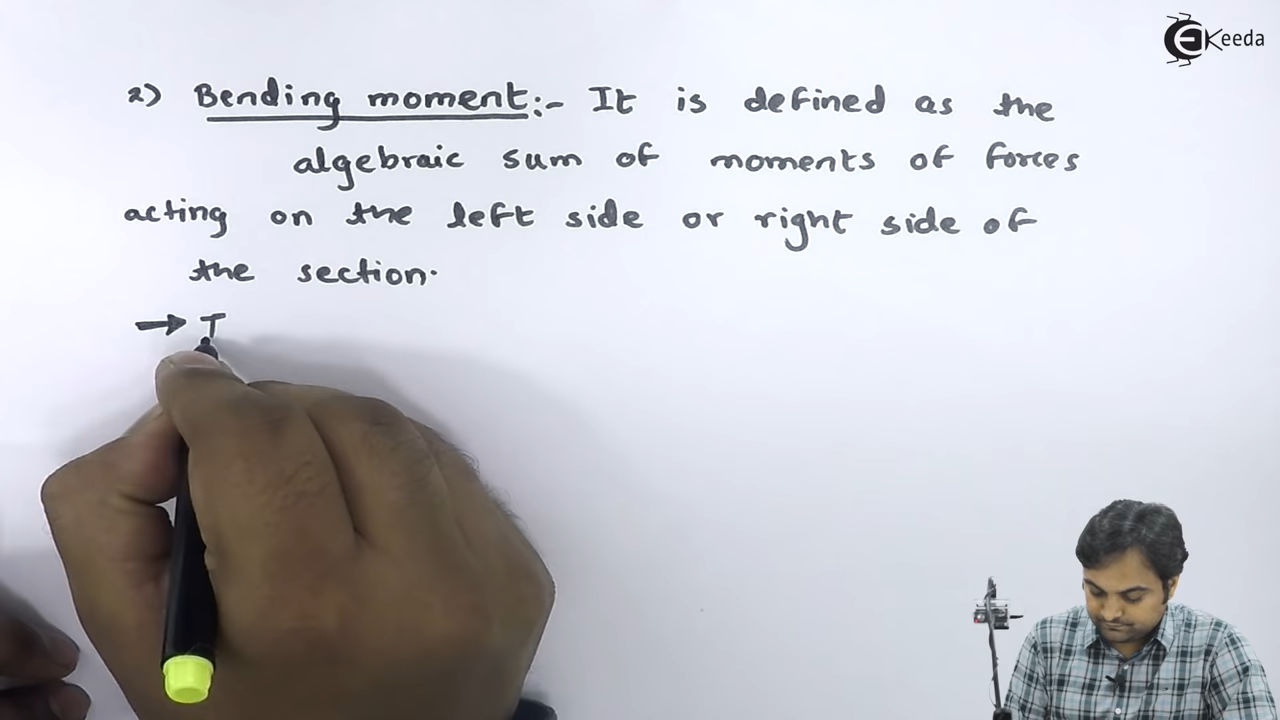 EKeeda
2) Bending moment:- It is defined as the
algebraic sum of moments of forces
acting on the left side or right side of
the section.
→ T